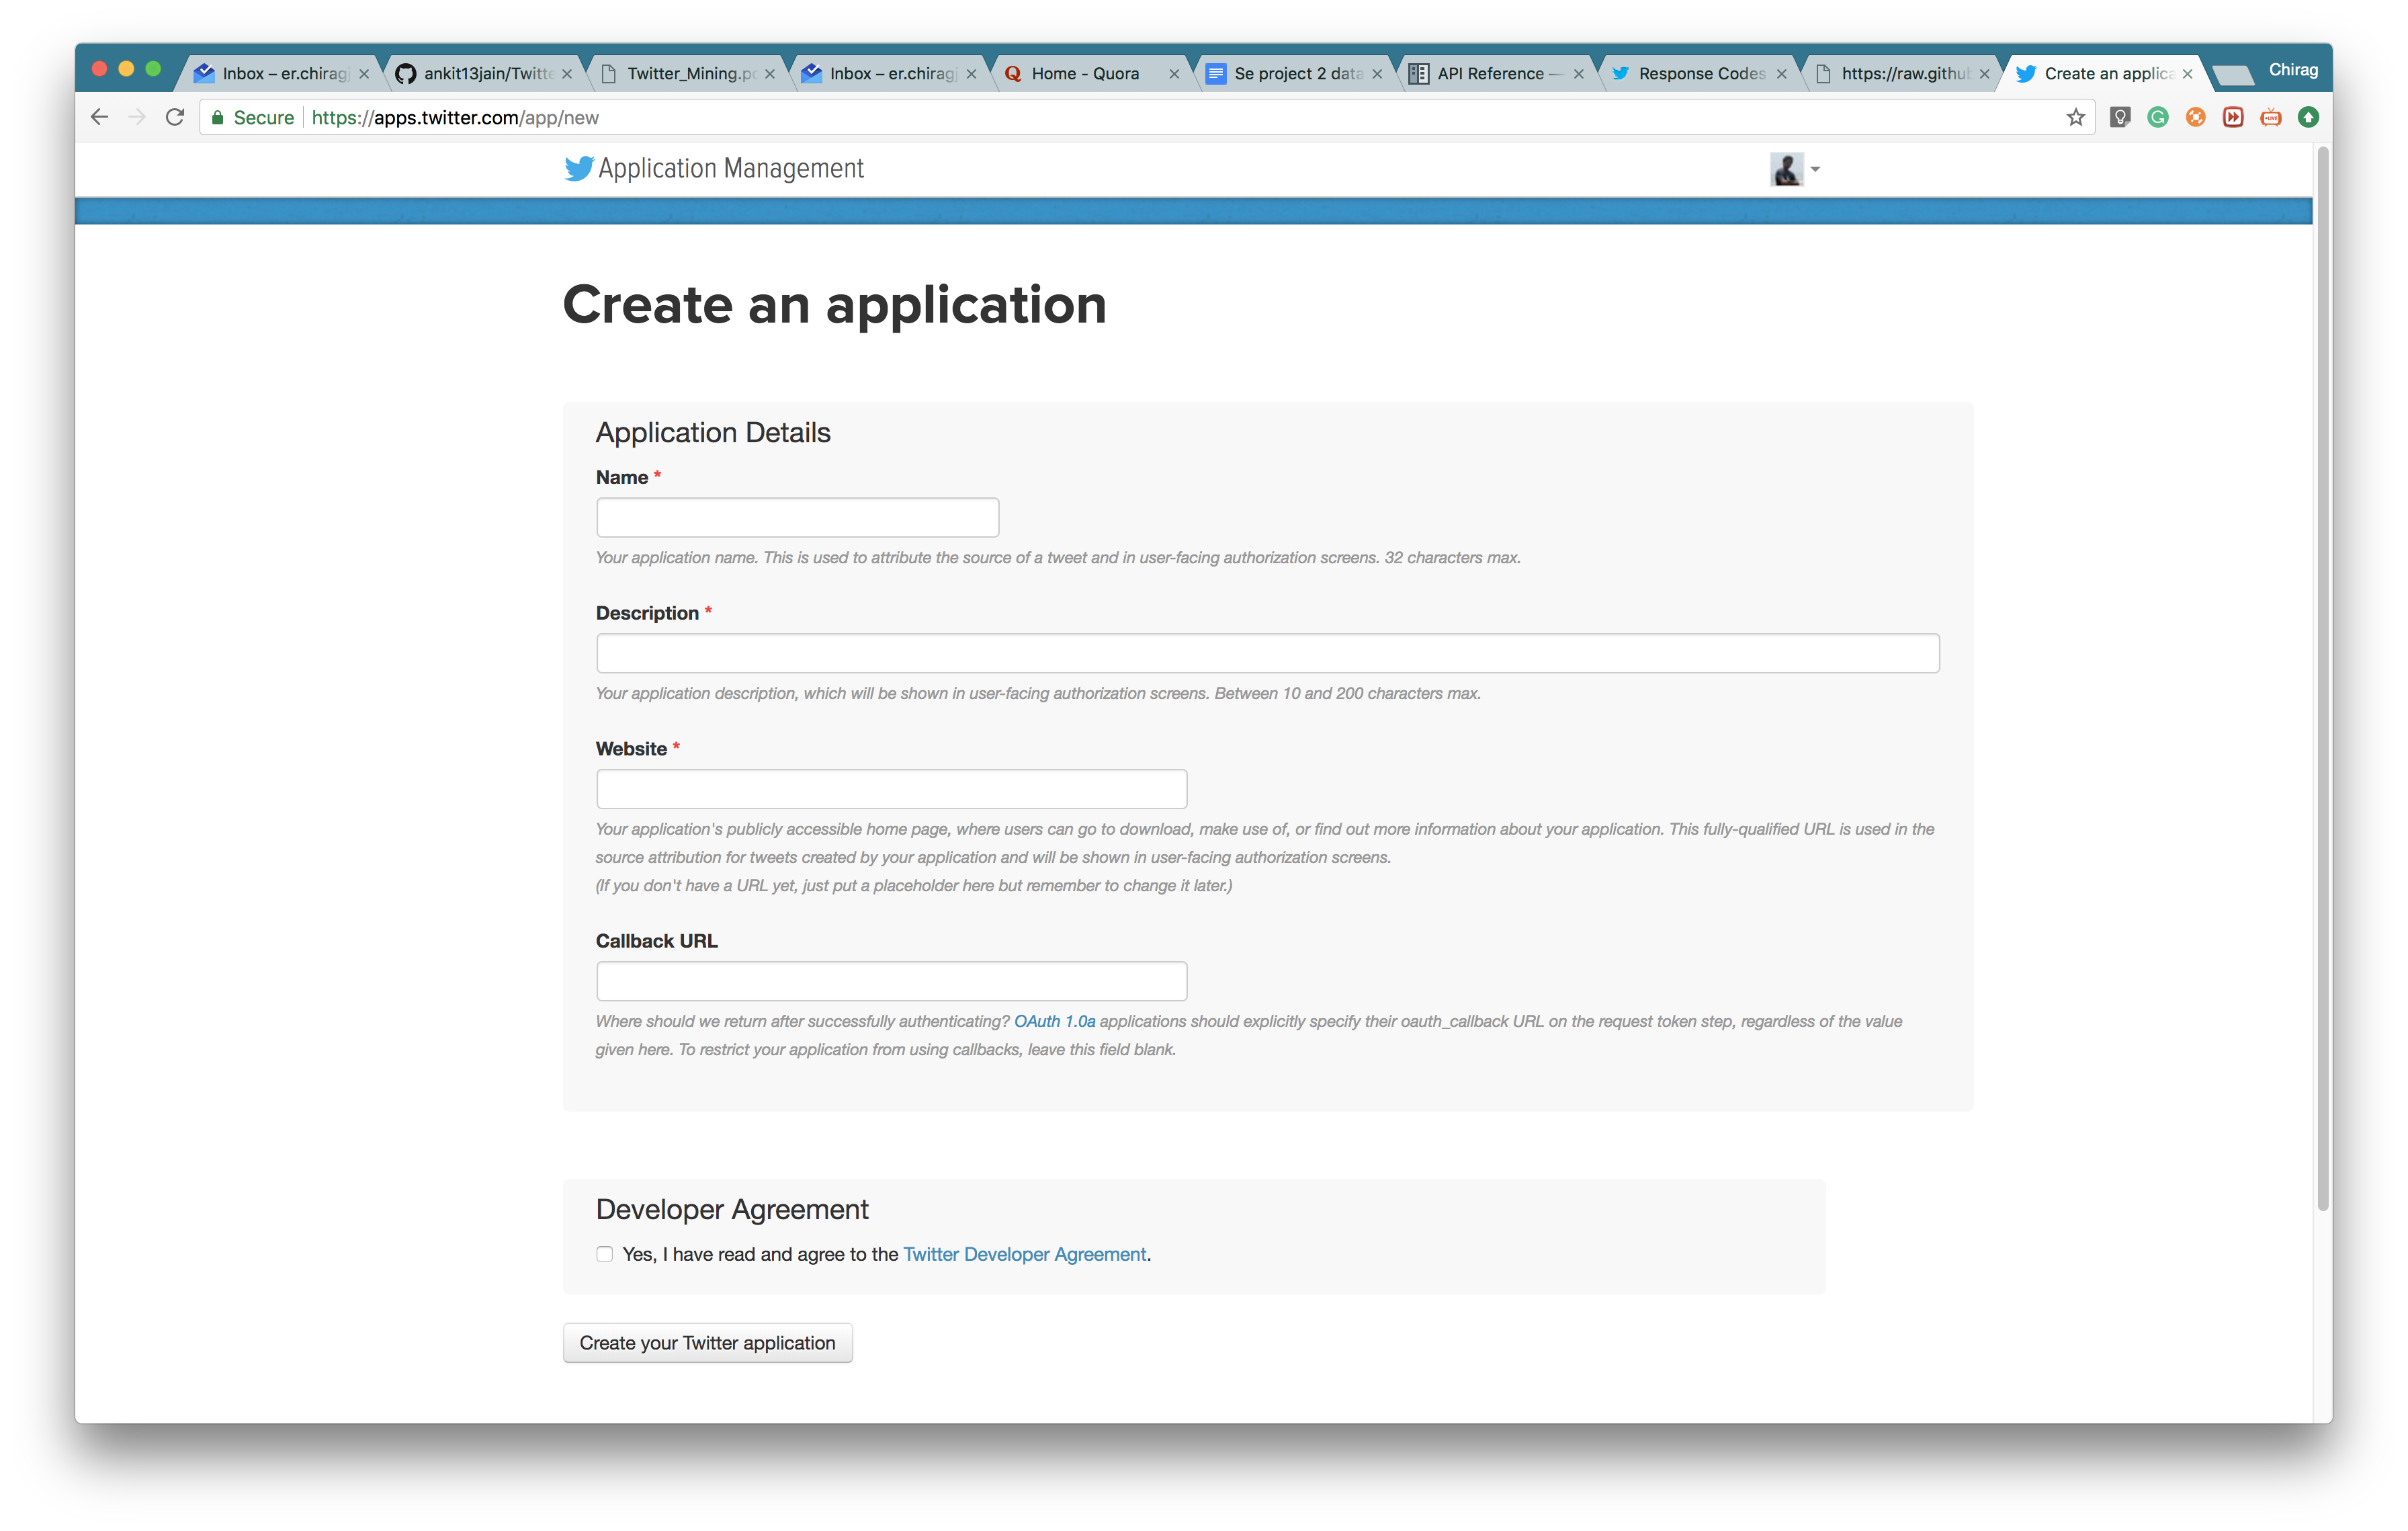 Inbox – er.chiragj
ankit13jain/Twitte
Twitter_Mining.pd
Inbox – er.chiragj
Home - Quora
Se project 2 data
API Reference —
Response Codes
https://raw.githu
Create an applica
Chirag
Secure https://apps.twitter.com/app/new
Application Management
Create an application
Application Details
Name *
Your application name. This is used to attribute the source of a tweet and in user-facing authorization screens. 32 characters max.
Description *
Your application description, which will be shown in user-facing authorization screens. Between 10 and 200 characters max.
Website *
Your application's publicly accessible home page, where users can go to download, make use of, or find out more information about your application. This fully-qualified URL is used in the
source attribution for tweets created by your application and will be shown in user-facing authorization screens.
(If you don't have a URL yet, just put a placeholder here but remember to change it later.)
Callback URL
Where should we return after successfully authenticating? OAuth 1.0a applications should explicitly specify their oauth_callback URL on the request token step, regardless of the value
given here. To restrict your application from using callbacks, leave this field blank.
Developer Agreement
Yes, I have read and agree to the Twitter Developer Agreement.
Create your Twitter application